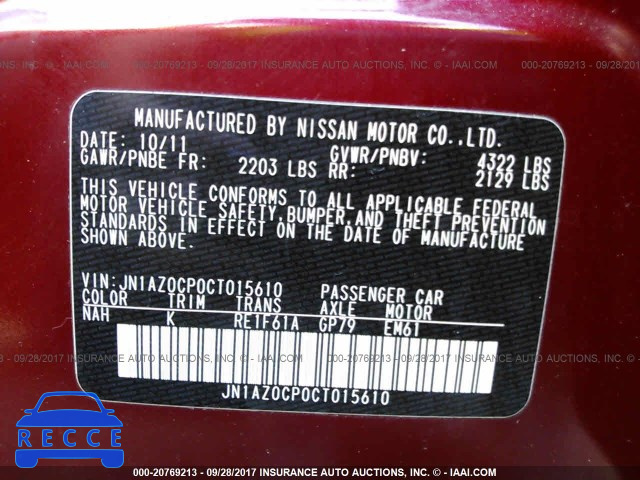 000-20769213 - 09/28/2017 INSURANCE AUTO AUCTIONS, INC. © - IAAI.COM
MANUFACTURED BY NISSAN MOTOR CO.,LTD.
DATE: 10/11 GVWR/PNBV: 4322 LBS
GAWR/PNBE FR: 2203 LBS RR: 2129 LBS
THIS VEHICLE CONFORMS TO ALL APPLICABLE FEDERAL
MOTOR VEHICLE SAFETY,BUMPER,AND THEFT PREVENTION
STANDARDS IN EFFECT ON THE DATE OF MANUFACTURE
SHOWN ABOVE.
VIN:JN1AZ0CP0CT015610 PASSENGER CAR
COLOR TRIM TRANS AXLE MOTOR
NAH K RE1F61A GP79 EM61
JN1AZ0CP0CT015610
RECCE
000-20769213 - 09/28/2017 INSURANCE AUTO AUCTIONS, INC. © - IAAI.COM